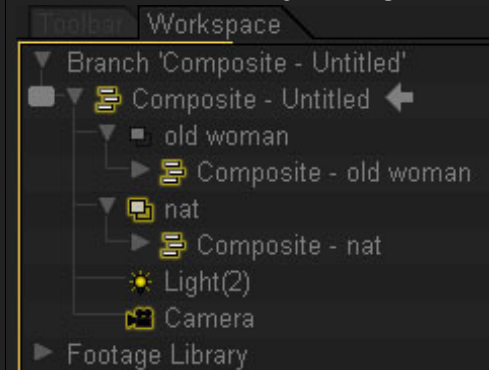 Toolbar Workspace
Branch 'Composite - Untitled'
Composite - Untitled
old woman
Composite - old woman
nat
Composite - nat
Light(2)
Camera
Footage Library